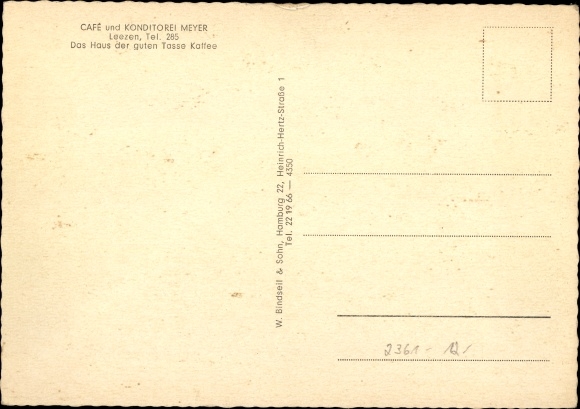 CAFÉ und KONDITOREI MEYER
Leezen, Tel. 285
Das Haus der guten Tasse Kaffee
W. Bindseil & Sohn, Hamburg 22, Heinrich-Hertz-Straße 1
Tel. 22 19 66 — 4350
2361 - 12,